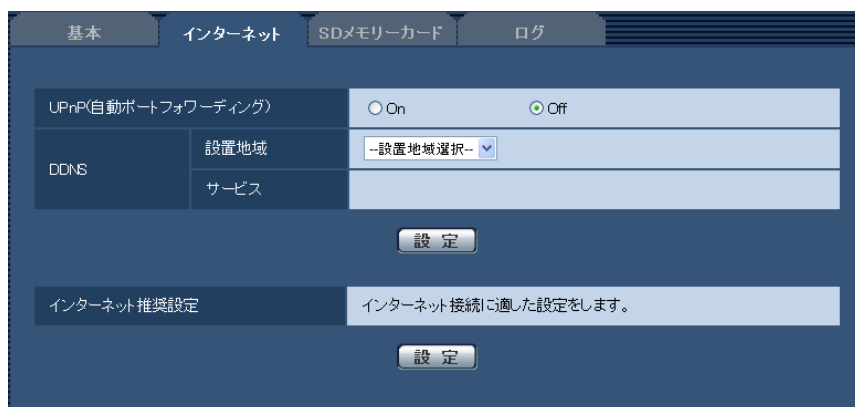 基本 インターネット SDメモリーカード ログ
UPnP(自動ポートフォワーディング) On Off
DDNS 設置地域 --設置地域選択--
サービス
設定
インターネット推奨設定 インターネット接続に適した設定をします。
設定